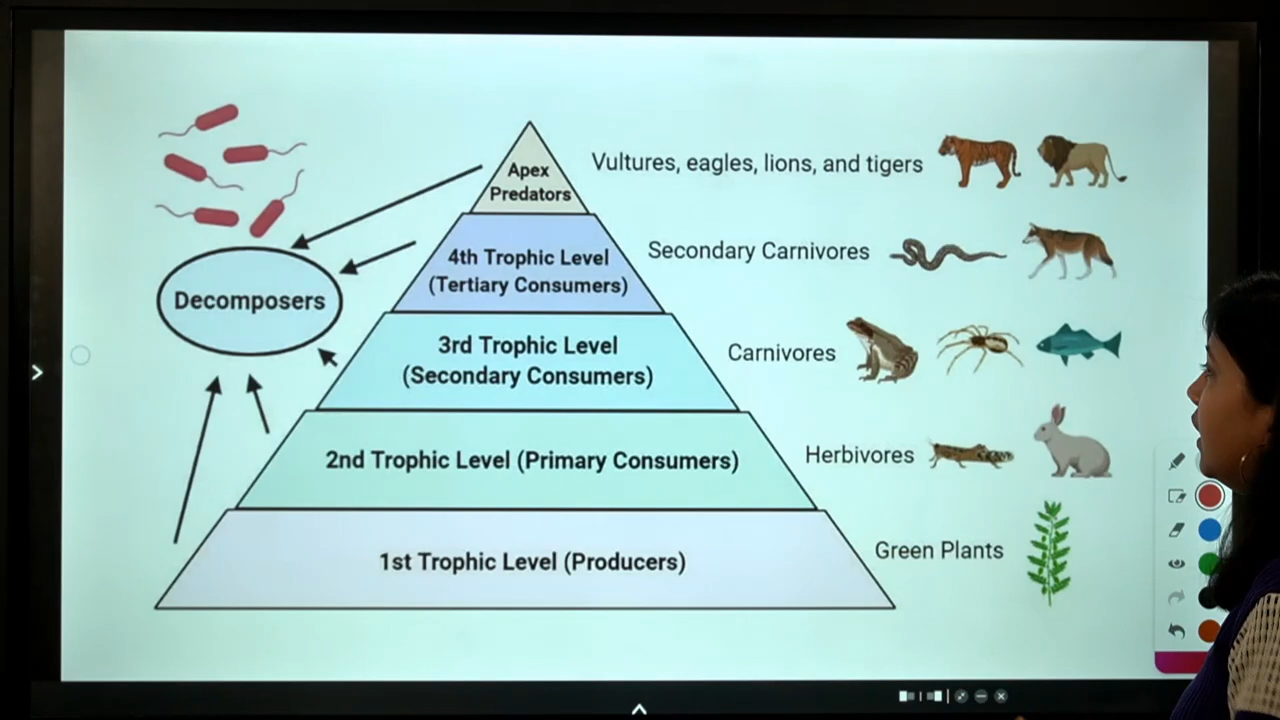 Apex
Predators
Vultures, eagles, lions, and tigers
4th Trophic Level
(Tertiary Consumers)
Secondary Carnivores
Decomposers
3rd Trophic Level
(Secondary Consumers)
Carnivores
2nd Trophic Level (Primary Consumers)
Herbivores
1st Trophic Level (Producers)
Green Plants